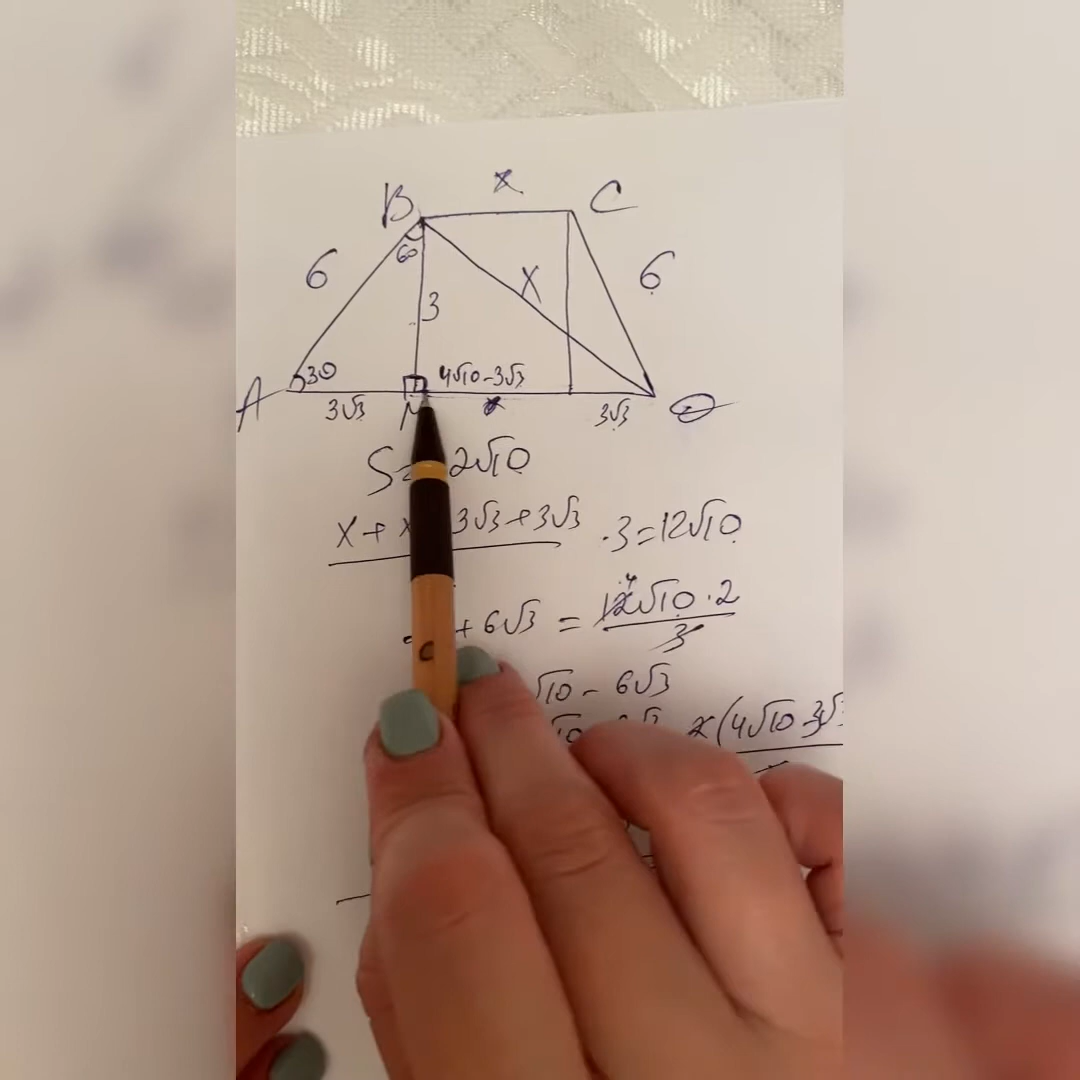 x
B C
6 60 6
X
3
A 30 4√10-3√3
3√3 x 3√3 D
S= 2√10
x+x 3√3+3√3 ·3=12√10
+6√3 = 12√10·2
4
3
√10 - 6√3
x(4√10-3√3